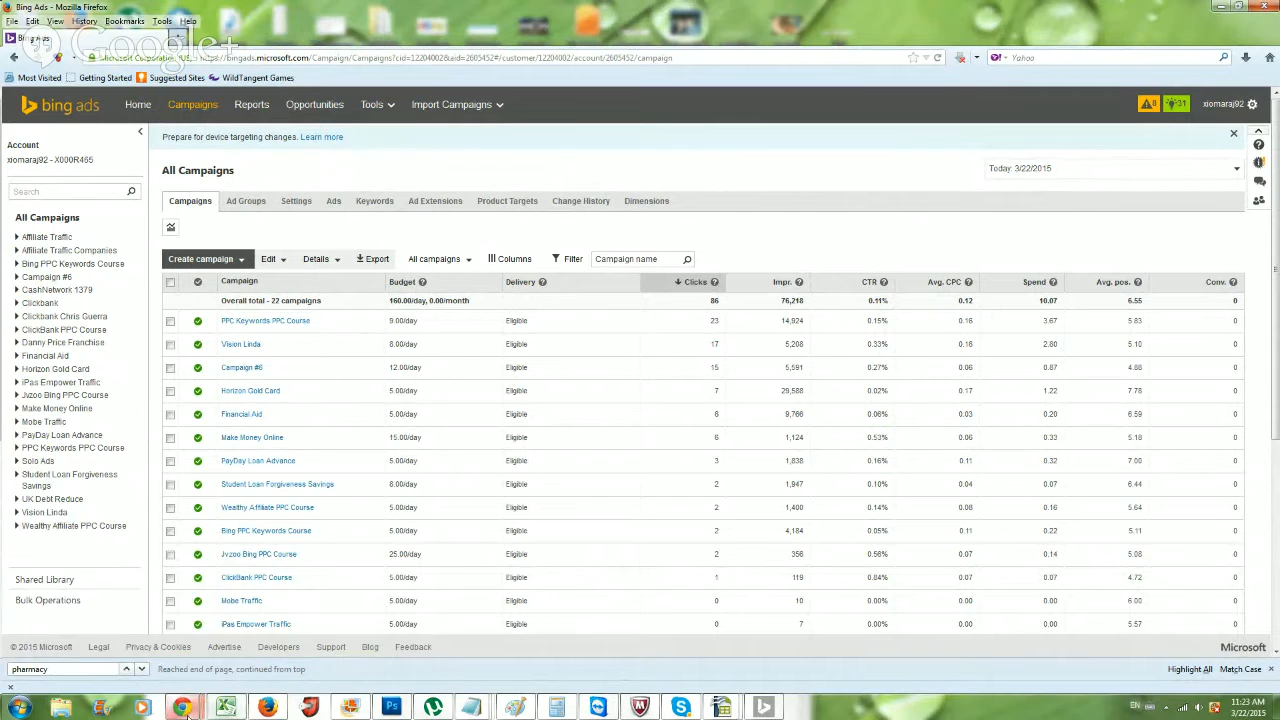 Bing Ads - Mozilla Firefox
File Edit View History Bookmarks Tools Help
Bing Ads
Google+
Microsoft Corporation (US) https://bingads.microsoft.com/Campaign/Campaigns?cid=12204002&aid=2605452#/customer/12204002/account/2605452/campaign
Yahoo
Most Visited Getting Started Suggested Sites WildTangent Games
bing ads Home Campaigns Reports Opportunities Tools Import Campaigns 8 31 xiomaraj92
Prepare for device targeting changes. Learn more
Account
xiomaraj92 - X000R465
Search
All Campaigns
Affiliate Traffic
Affiliate Traffic Companies
Bing PPC Keywords Course
Campaign #6
CashNetwork 1379
Clickbank
Clickbank Chris Guerra
ClickBank PPC Course
Danny Price Franchise
Financial Aid
Horizon Gold Card
iPas Empower Traffic
Jvzoo Bing PPC Course
Make Money Online
Mobe Traffic
PayDay Loan Advance
PPC Keywords PPC Course
Solo Ads
Student Loan Forgiveness
Savings
UK Debt Reduce
Vision Linda
Wealthy Affiliate PPC Course
Shared Library
Bulk Operations
All Campaigns
Today: 3/22/2015
Campaigns Ad Groups Settings Ads Keywords Ad Extensions Product Targets Change History Dimensions
Create campaign Edit Details Export All campaigns Columns Filter Campaign name
Campaign Budget Delivery Clicks Impr. CTR Avg. CPC Spend Avg. pos. Conv.
Overall total - 22 campaigns 160.00/day, 0.00/month 86 76,218 0.11% 0.12 10.07 6.55 0
PPC Keywords PPC Course 9.00/day Eligible 23 14,924 0.15% 0.16 3.67 5.83 0
Vision Linda 8.00/day Eligible 17 5,208 0.33% 0.16 2.80 5.10 0
Campaign #6 12.00/day Eligible 15 5,591 0.27% 0.06 0.87 4.88 0
Horizon Gold Card 5.00/day Eligible 7 29,588 0.02% 0.17 1.22 7.78 0
Financial Aid 5.00/day Eligible 6 9,766 0.06% 0.03 0.20 6.59 0
Make Money Online 15.00/day Eligible 6 1,124 0.53% 0.06 0.33 5.18 0
PayDay Loan Advance 5.00/day Eligible 3 1,838 0.16% 0.11 0.32 7.00 0
Student Loan Forgiveness Savings 8.00/day Eligible 2 1,947 0.10% 0.04 0.07 6.44 0
Wealthy Affiliate PPC Course 5.00/day Eligible 2 1,400 0.14% 0.08 0.16 5.64 0
Bing PPC Keywords Course 5.00/day Eligible 2 4,184 0.05% 0.11 0.22 5.11 0
Jvzoo Bing PPC Course 25.00/day Eligible 2 356 0.56% 0.07 0.14 5.08 0
ClickBank PPC Course 5.00/day Eligible 1 119 0.84% 0.07 0.07 4.72 0
Mobe Traffic 5.00/day Eligible 0 10 0.00% 0.00 0.00 6.00 0
iPas Empower Traffic 5.00/day Eligible 0 7 0.00% 0.00 0.00 5.57 0
© 2015 Microsoft Legal Privacy & Cookies Advertise Developers Support Blog Feedback Microsoft
pharmacy Reached end of page, continued from top Highlight All Match Case
EN 11:23 AM
3/22/2015